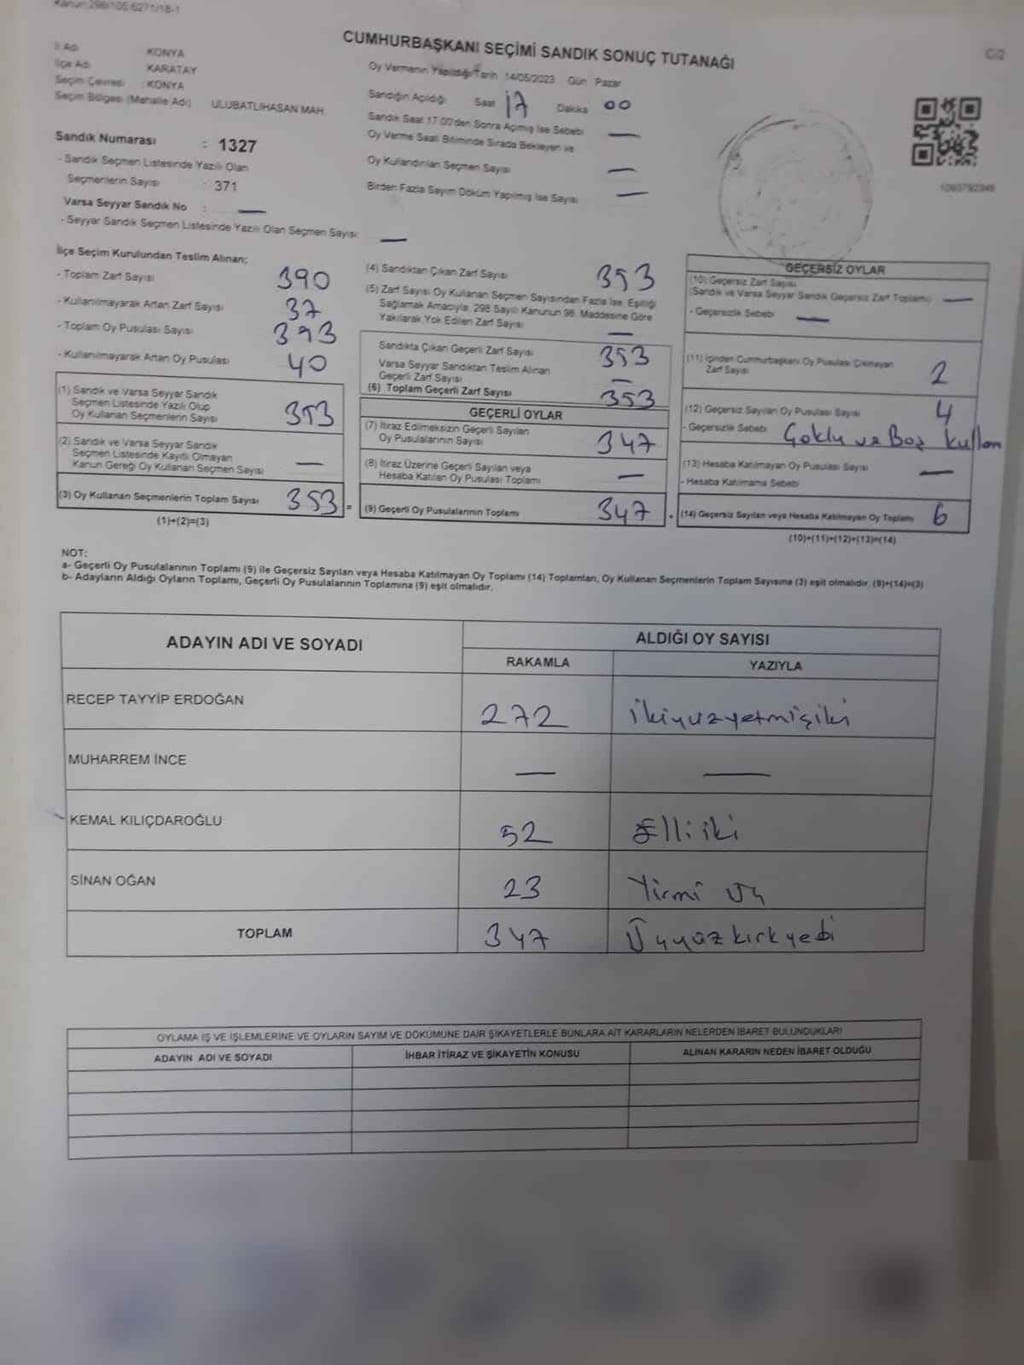 Kanun:298/105.6271/18-1
CUMHURBAŞKANI SEÇİMİ SANDIK SONUÇ TUTANAĞI
C/2
İl Adı : KONYA
İlçe Adı : KARATAY
Seçim Çevresi : KONYA
Seçim Bölgesi (Mahalle Adı) ULUBATLIHASAN MAH
Sandık Numarası : 1327
- Sandık Seçmen Listesinde Yazılı Olan
Seçmenlerin Sayısı : 371
Varsa Seyyar Sandık No : —
- Seyyar Sandık Seçmen Listesinde Yazılı Olan Seçmen Sayısı: —
Oy Vermenin Yapıldığı Tarih 14/05/2023 Gün Pazar
Sandığın Açıldığı Saat 17 Dakika 00
Sandık Saat 17.00'den Sonra Açılmış İse Sebebi —
Oy Verme Saati Bitiminde Sırada Bekleyen ve
Oy Kullandırılan Seçmen Sayısı —
Birden Fazla Sayım Döküm Yapılmış İse Sayısı —
İlçe Seçim Kurulundan Teslim Alınan;
- Toplam Zarf Sayısı 390
- Kullanılmayarak Artan Zarf Sayısı 37
- Toplam Oy Pusulası Sayısı 393
- Kullanılmayarak Artan Oy Pusulası 40
(1) Sandık ve Varsa Seyyar Sandık
Seçmen Listesinde Yazılı Olup
Oy Kullanan Seçmenlerin Sayısı 353
(2) Sandık ve Varsa Seyyar Sandık
Seçmen Listesinde Kayıtlı Olmayan
Kanun Gereği Oy Kullanan Seçmen Sayısı —
(3) Oy Kullanan Seçmenlerin Toplam Sayısı 353 =
(1)+(2)=(3)
(4) Sandıktan Çıkan Zarf Sayısı 353
(5) Zarf Sayısı Oy Kullanan Seçmen Sayısından Fazla İse, Eşitliği
Sağlamak Amacıyla, 298 Sayılı Kanunun 98. Maddesine Göre
Yakılarak Yok Edilen Zarf Sayısı —
Sandıkta Çıkan Geçerli Zarf Sayısı 353
Varsa Seyyar Sandıktan Teslim Alınan
Geçerli Zarf Sayısı —
(6) Toplam Geçerli Zarf Sayısı 353
GEÇERLİ OYLAR
(7) İtiraz Edilmeksizin Geçerli Sayılan
Oy Pusulalarının Sayısı 347
(8) İtiraz Üzerine Geçerli Sayılan veya
Hesaba Katılan Oy Pusulası Toplamı —
(9) Geçerli Oy Pusulalarının Toplamı 347 +
GEÇERSİZ OYLAR
(10) Geçersiz Zarf Sayısı
(Sandık ve Varsa Seyyar Sandık Geçersiz Zarf Toplamı) —
- Geçersizlik Sebebi —
(11) İçinden Cumhurbaşkanı Oy Pusulası Çıkmayan
Zarf Sayısı 2
(12) Geçersiz Sayılan Oy Pusulası Sayısı 4
- Geçersizlik Sebebi Çoklu ve Boş kullan
(13) Hesaba Katılmayan Oy Pusulası Sayısı —
- Hesaba Katılmama Sebebi
(14) Geçersiz Sayılan veya Hesaba Katılmayan Oy Toplamı 6
(10)+(11)+(12)+(13)=(14)
NOT:
a- Geçerli Oy Pusulalarının Toplamı (9) ile Geçersiz Sayılan veya Hesaba Katılmayan Oy Toplamı (14) Toplamları, Oy Kullanan Seçmenlerin Toplam Sayısına (3) eşit olmalıdır. (9)+(14)=(3)
b- Adayların Aldığı Oyların Toplamı, Geçerli Oy Pusulalarının Toplamına (9) eşit olmalıdır.
ADAYIN ADI VE SOYADI ALDIĞI OY SAYISI
RAKAMLA YAZIYLA
RECEP TAYYİP ERDOĞAN 272 ikiyüzyetmişiki
MUHARREM İNCE — —
KEMAL KILIÇDAROĞLU 52 Elliiki
SİNAN OĞAN 23 Yirmi üç
TOPLAM 347 Üçyüzkırkyedi
OYLAMA İŞ VE İŞLEMLERİNE VE OYLARIN SAYIM VE DÖKÜMÜNE DAİR ŞİKAYETLERLE BUNLARA AİT KARARLARIN NELERDEN İBARET BULUNDUKLARI
ADAYIN ADI VE SOYADI İHBAR İTİRAZ VE ŞİKAYETİN KONUSU ALINAN KARARIN NEDEN İBARET OLDUĞU